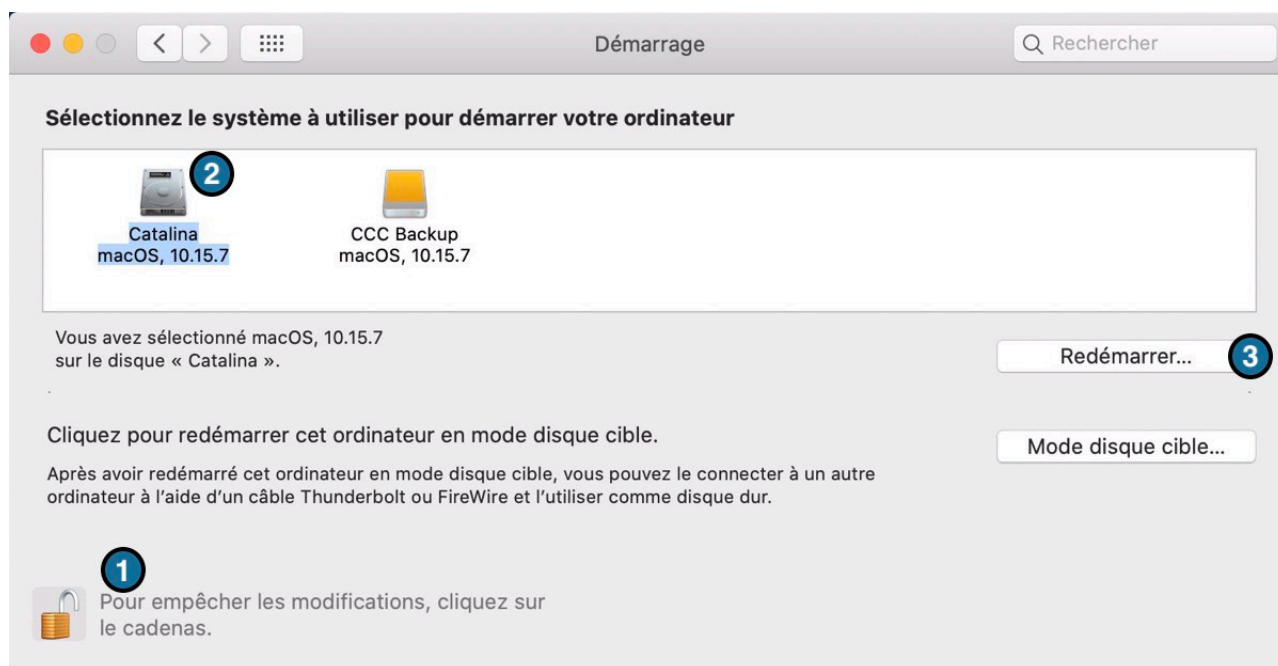 Démarrage
Rechercher
Sélectionnez le système à utiliser pour démarrer votre ordinateur
2
Catalina
macOS, 10.15.7
CCC Backup
macOS, 10.15.7
Vous avez sélectionné macOS, 10.15.7
sur le disque « Catalina ».
Redémarrer...
3
Cliquez pour redémarrer cet ordinateur en mode disque cible.
Mode disque cible...
Après avoir redémarré cet ordinateur en mode disque cible, vous pouvez le connecter à un autre
ordinateur à l’aide d’un câble Thunderbolt ou FireWire et l’utiliser comme disque dur.
1
Pour empêcher les modifications, cliquez sur
le cadenas.